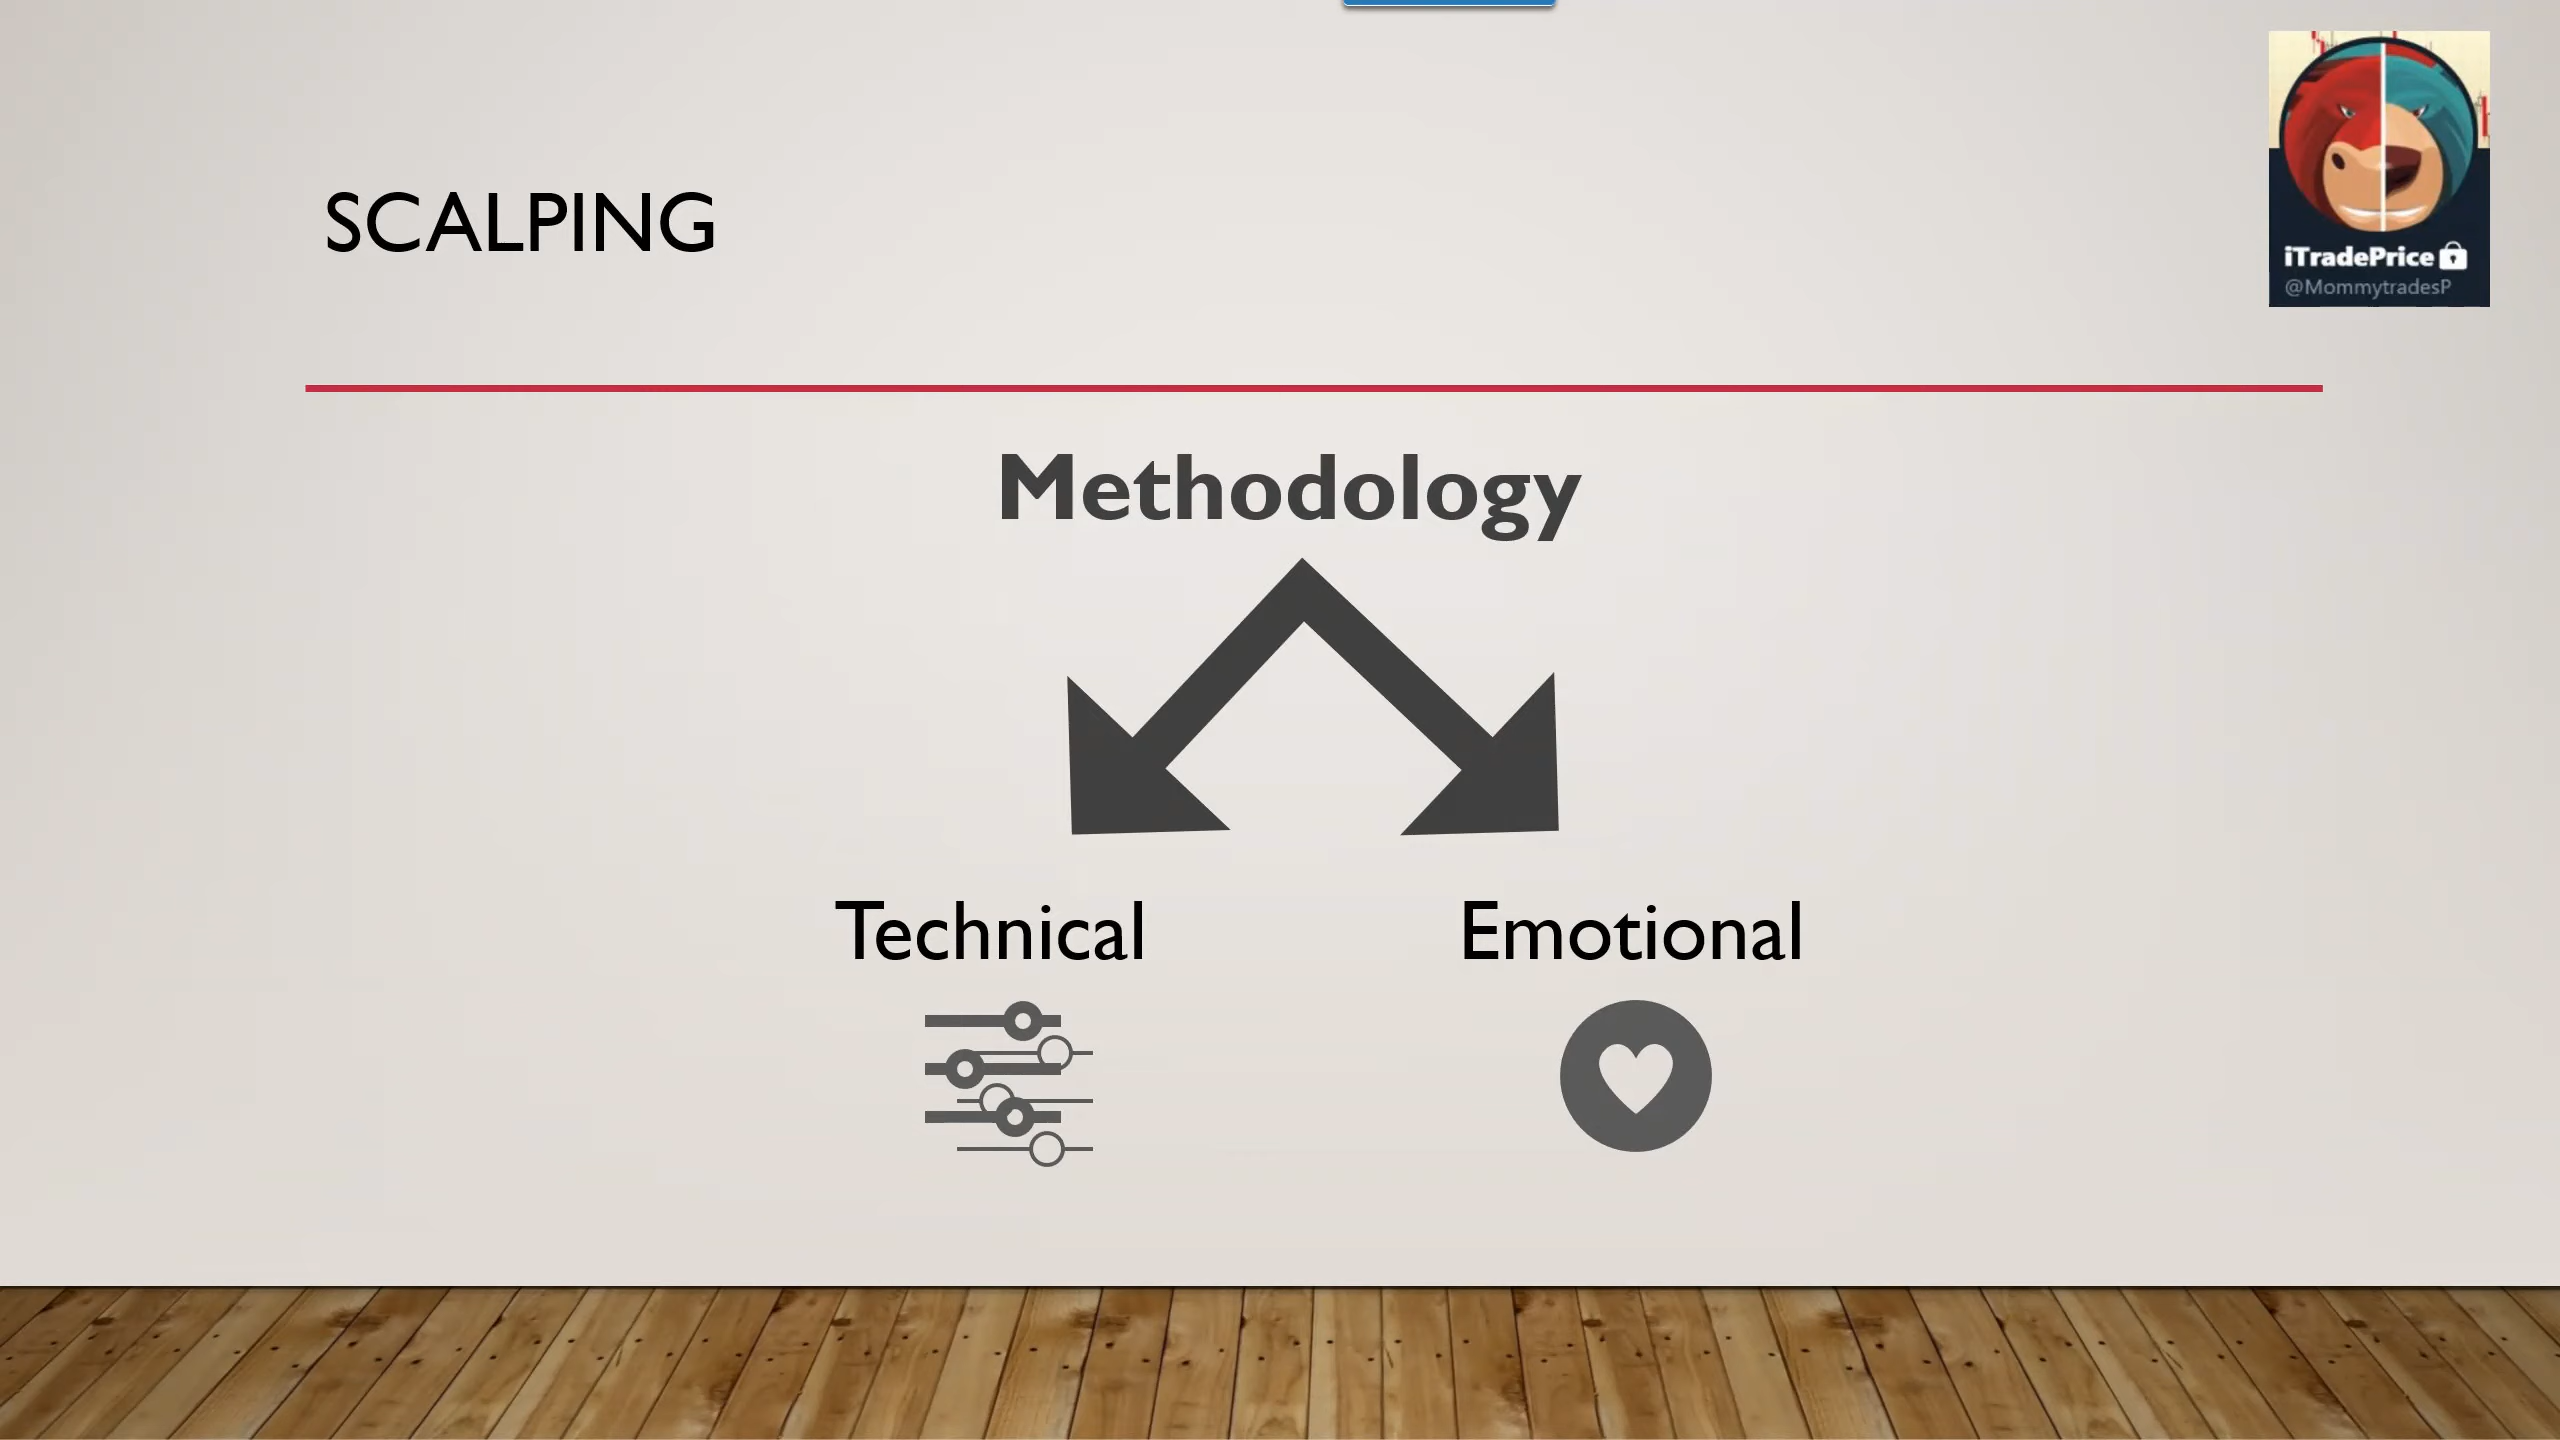 SCALPING
iTradePrice
@MommytradesP
Methodology
Technical
Emotional